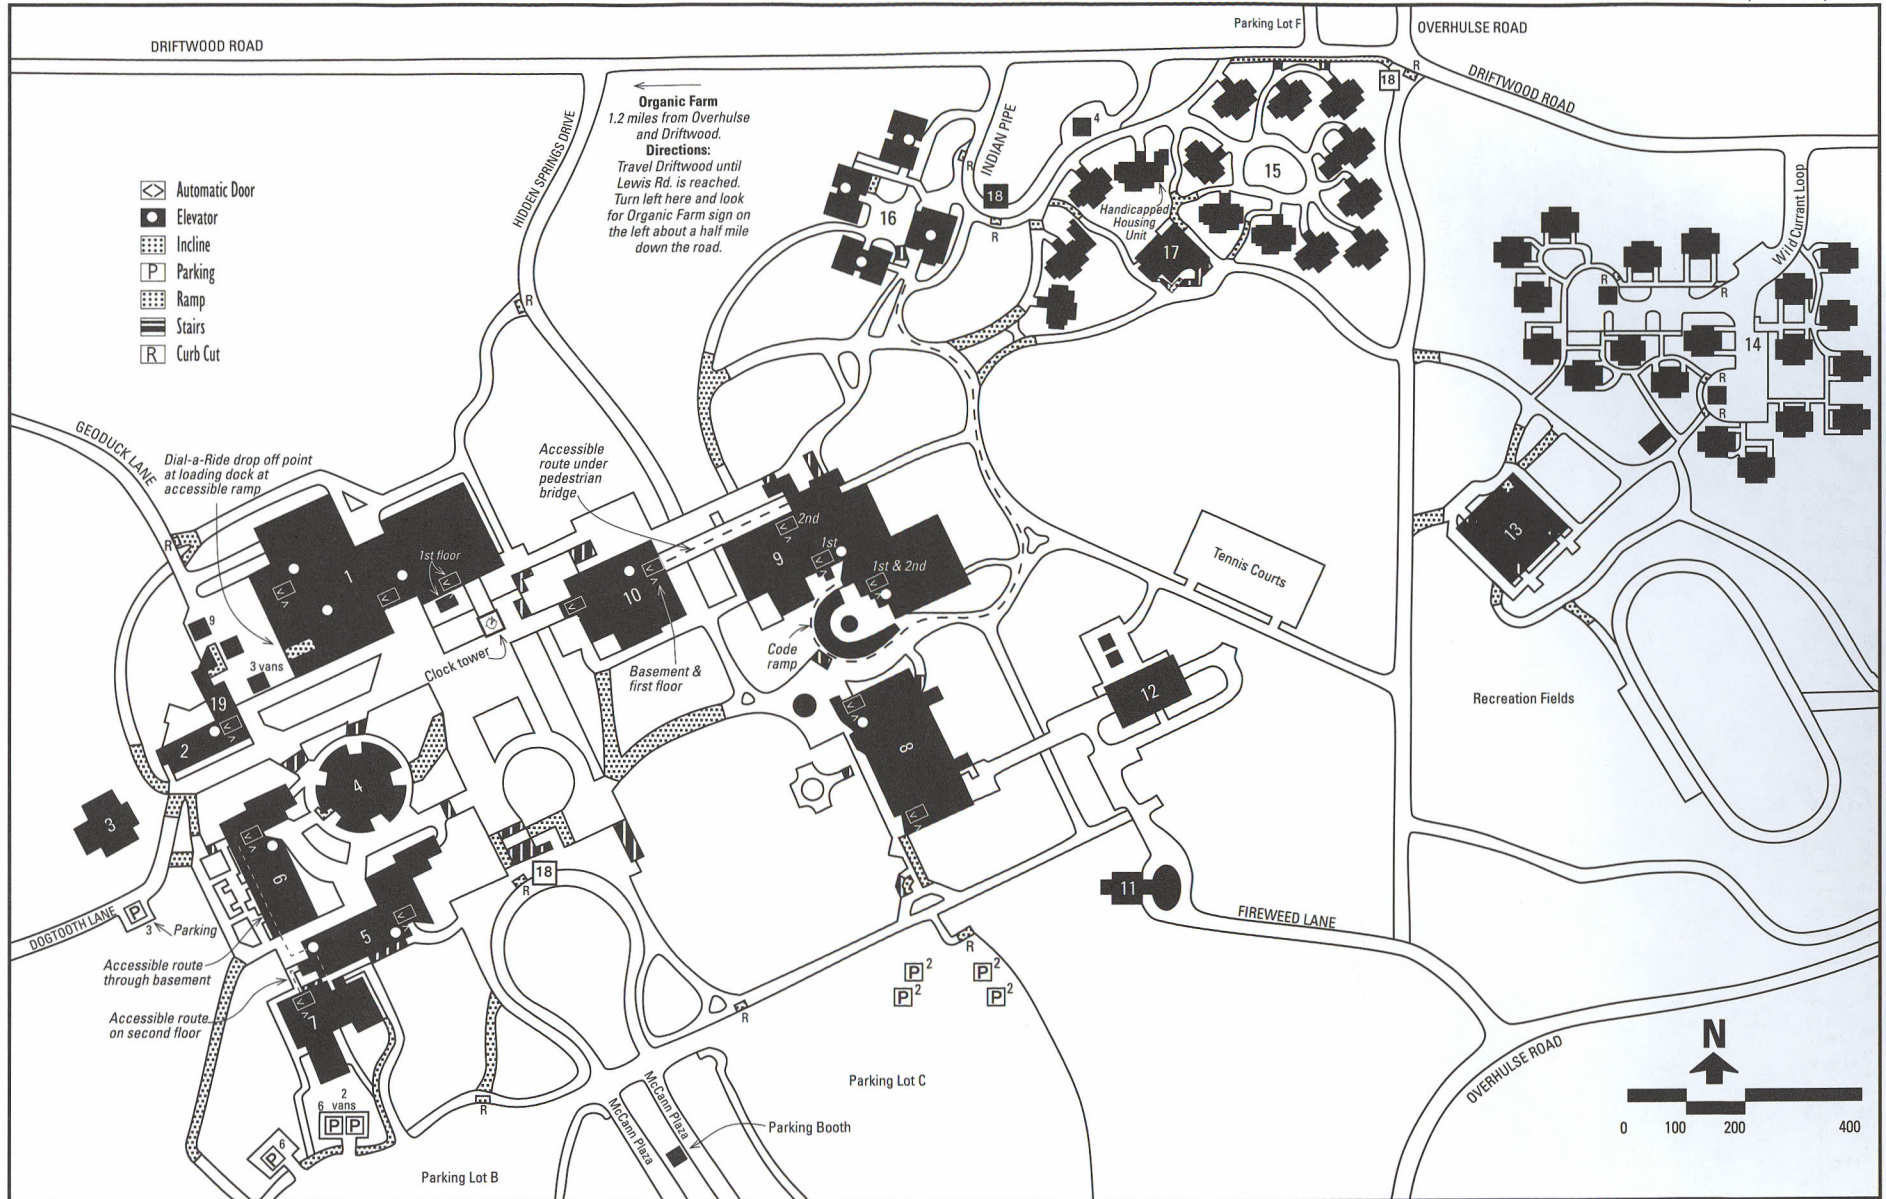 Parking Lot F
OVERHULSE ROAD
DRIFTWOOD ROAD
DRIFTWOOD ROAD
18
R
Organic Farm
1.2 miles from Overhulse
and Driftwood.
Directions:
Travel Driftwood until
Lewis Rd. is reached.
Turn left here and look
for Organic Farm sign on
the left about a half mile
down the road.
HIDDEN SPRINGS DRIVE
INDIAN PIPE
4
R
18
R
16
15
Handicapped
Housing
Unit
17
Wild Currant Loop
<> Automatic Door
Elevator
Incline
P Parking
Ramp
Stairs
R Curb Cut
R
R
R
14
R
R
GEODUCK LANE
Dial-a-Ride drop off point
at loading dock at
accessible ramp
Accessible
route under
pedestrian
bridge
R
1st floor
1
2nd
1st
1st & 2nd
9
10
13
Tennis Courts
9
3 vans
Clock tower
Basement &
first floor
Code
ramp
19
2
12
8
Recreation Fields
4
3
6
18
R
11
FIREWEED LANE
DOGTOOTH LANE
P
3
Parking
5
R
Accessible route
through basement
P 2
P 2
P 2
P 2
Accessible route
on second floor
7
R
N
OVERHULSE ROAD
Parking Lot C
McCann Plaza
McCann Plaza
2
6 vans
P P
R
Parking Booth
6
P
Parking Lot B
0 100 200 400